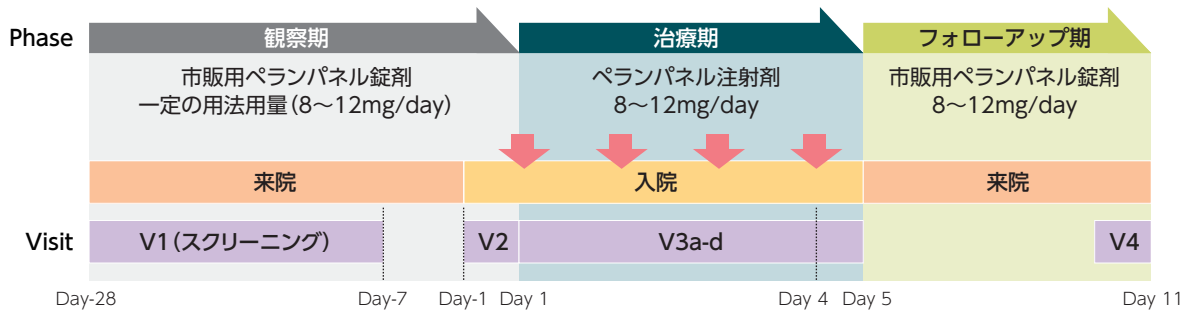 Phase
観察期
治療期
フォローアップ期
市販用ペランパネル錠剤
一定の用法用量(8～12mg/day)
ペランパネル注射剤
8～12mg/day
市販用ペランパネル錠剤
8～12mg/day
来院
入院
来院
Visit
V1(スクリーニング)
V2
V3a-d
V4
Day-28
Day-7
Day-1
Day 1
Day 4
Day 5
Day 11